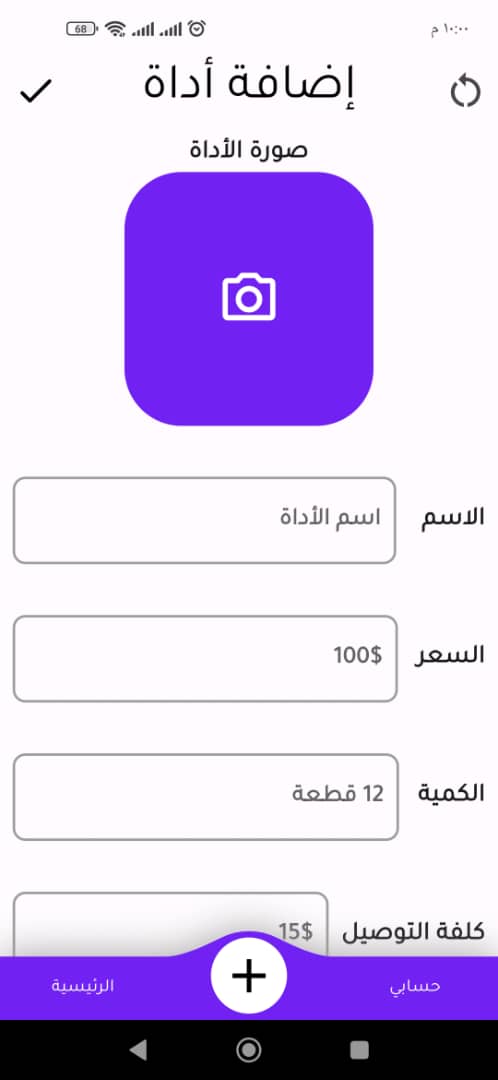 ١٠:٠٠ م
68
إضافة أداة
صورة الأداة
الاسم
اسم الأداة
السعر
100$
الكمية
12 قطعة
كلفة التوصيل
15$
حسابي
الرئيسية